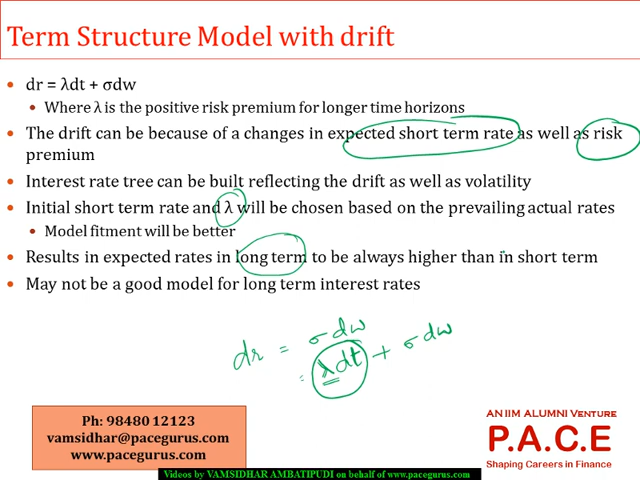 Term Structure Model with drift
• dr = λdt + σdw
• Where λ is the positive risk premium for longer time horizons
• The drift can be because of a changes in expected short term rate as well as risk
premium
• Interest rate tree can be built reflecting the drift as well as volatility
• Initial short term rate and λ will be chosen based on the prevailing actual rates
• Model fitment will be better
• Results in expected rates in long term to be always higher than in short term
• May not be a good model for long term interest rates
dr = σ dw
= λ dt + σ dw
Ph: 98480 12123
vamsidhar@pacegurus.com
www.pacegurus.com
AN IIM ALUMNI VENTURE
P.A.C.E
Shaping Careers in Finance
Videos by VAMSIDHAR AMBATIPUDI on behalf of www.pacegurus.com